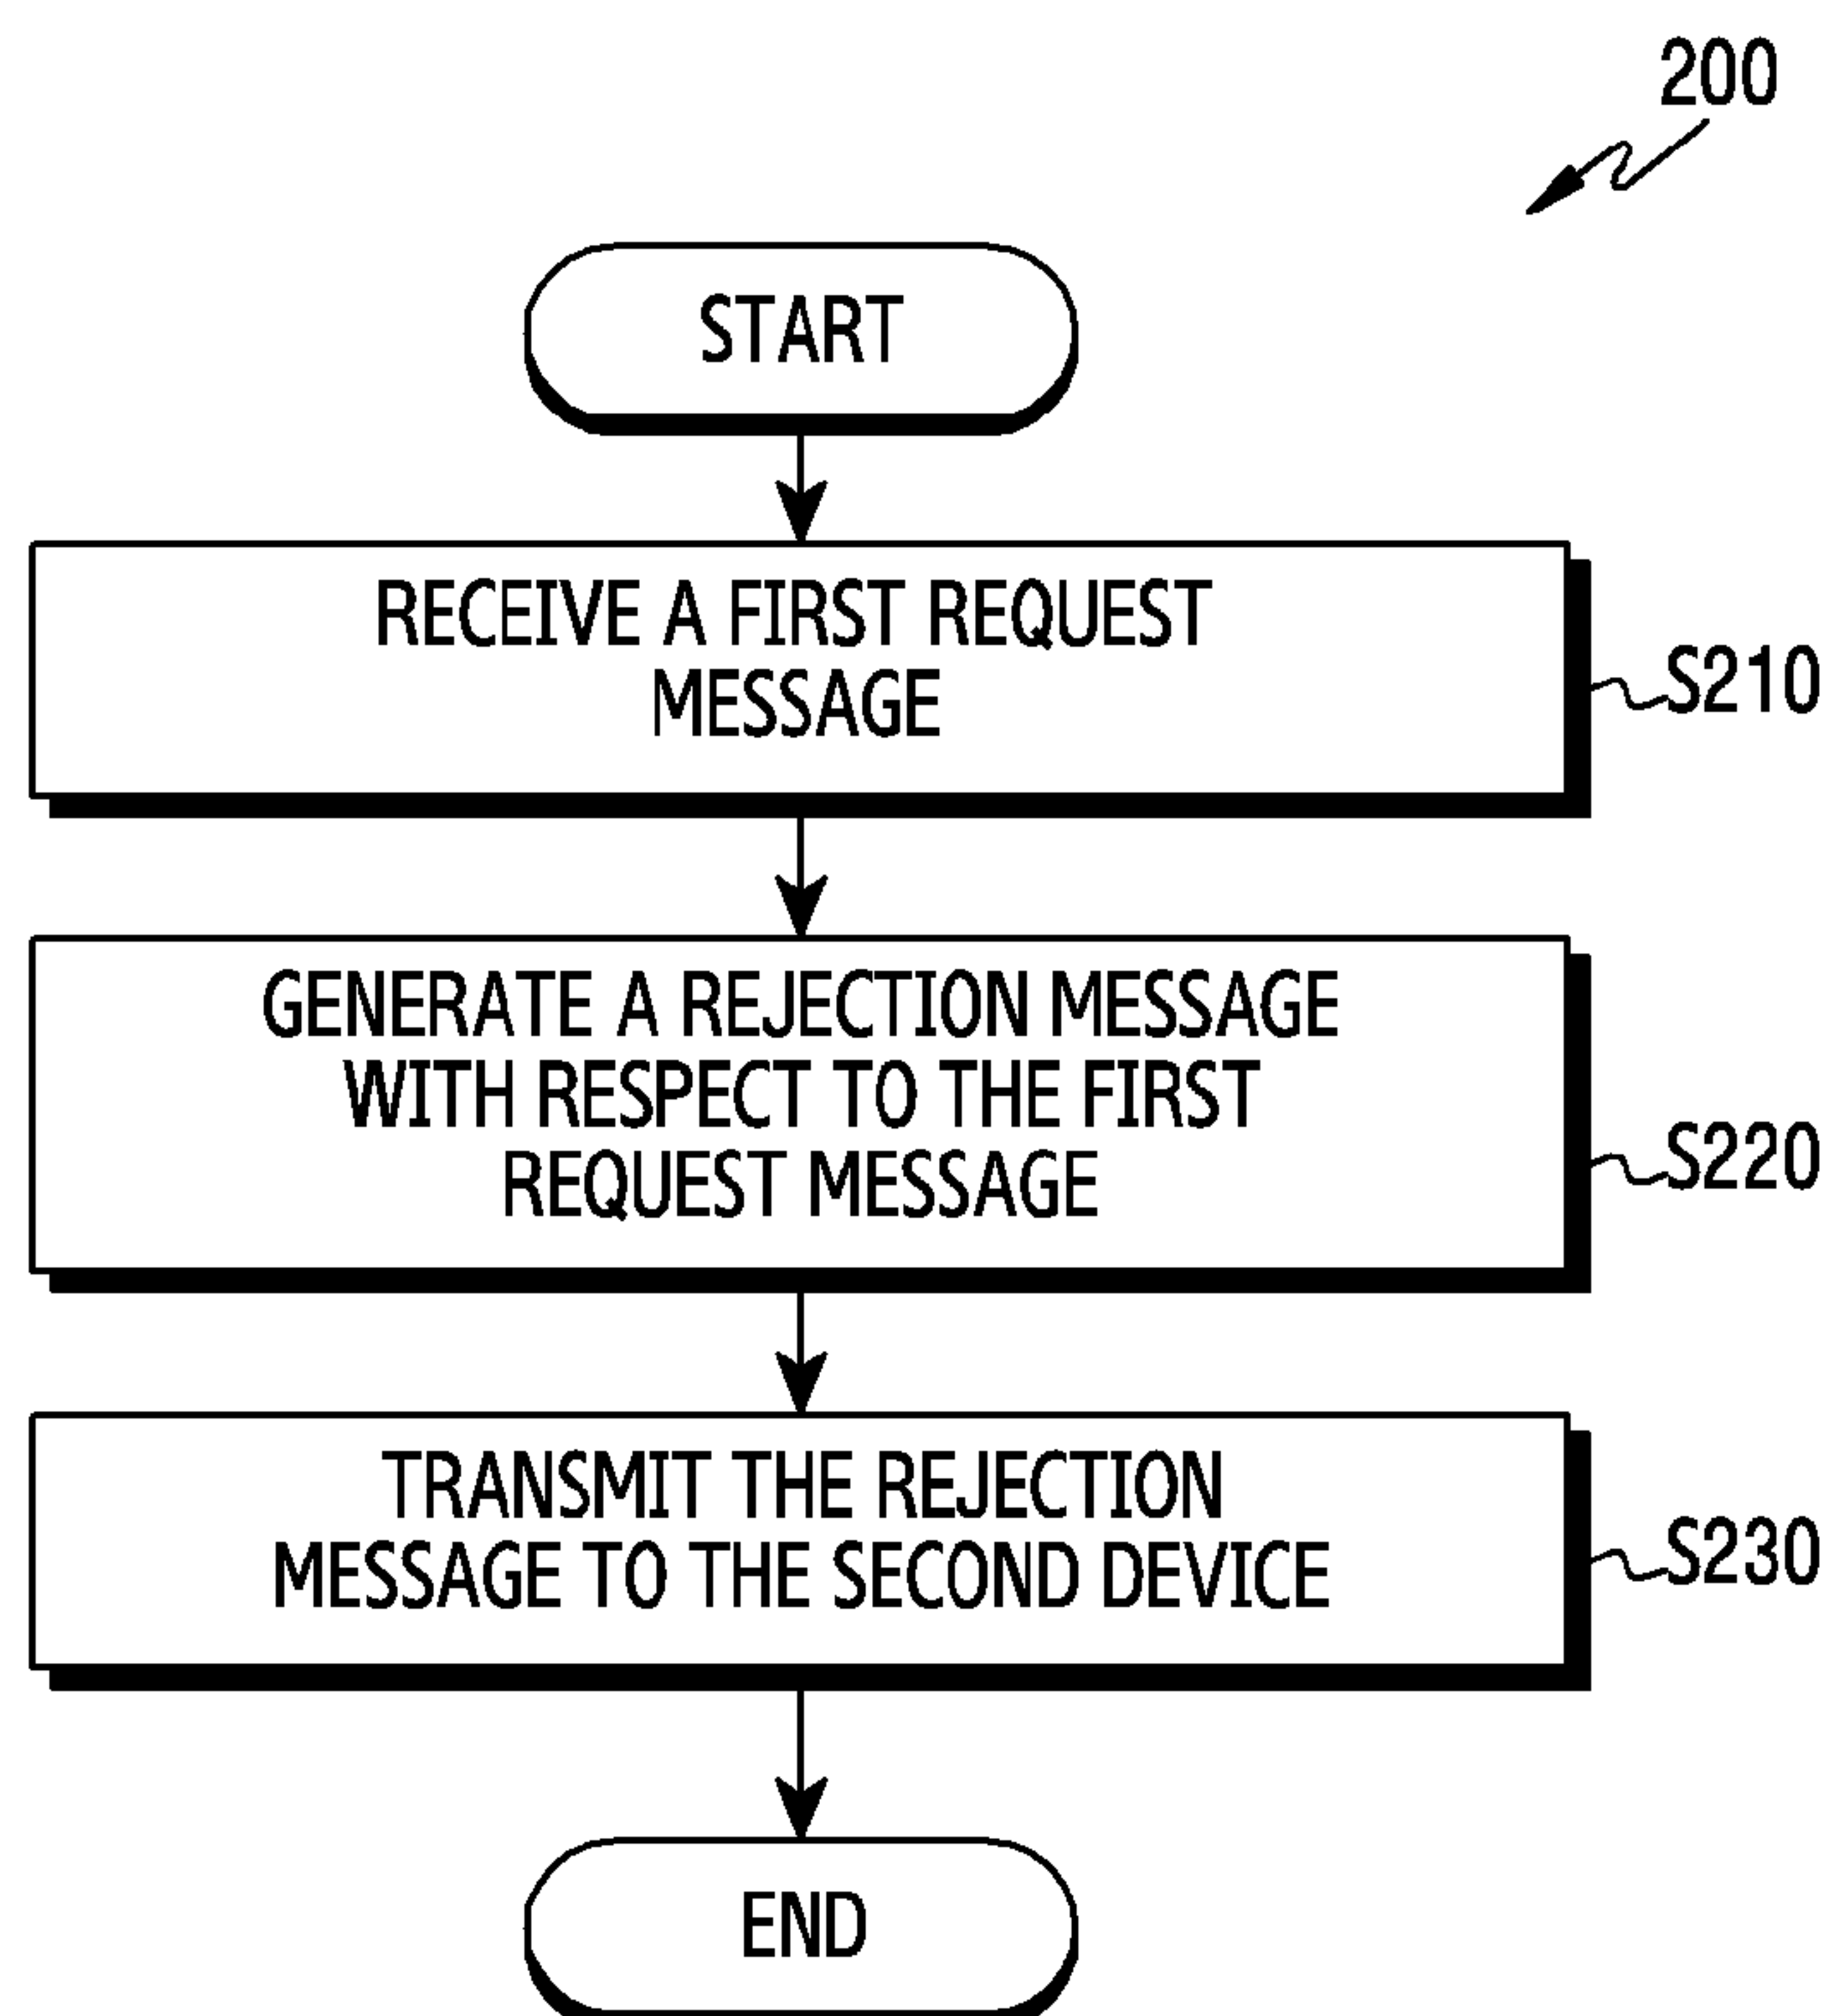 200
START
RECEIVE A FIRST REQUEST
MESSAGE
S210
GENERATE A REJECTION MESSAGE
WITH RESPECT TO THE FIRST
REQUEST MESSAGE
S220
TRANSMIT THE REJECTION
MESSAGE TO THE SECOND DEVICE
S230
END